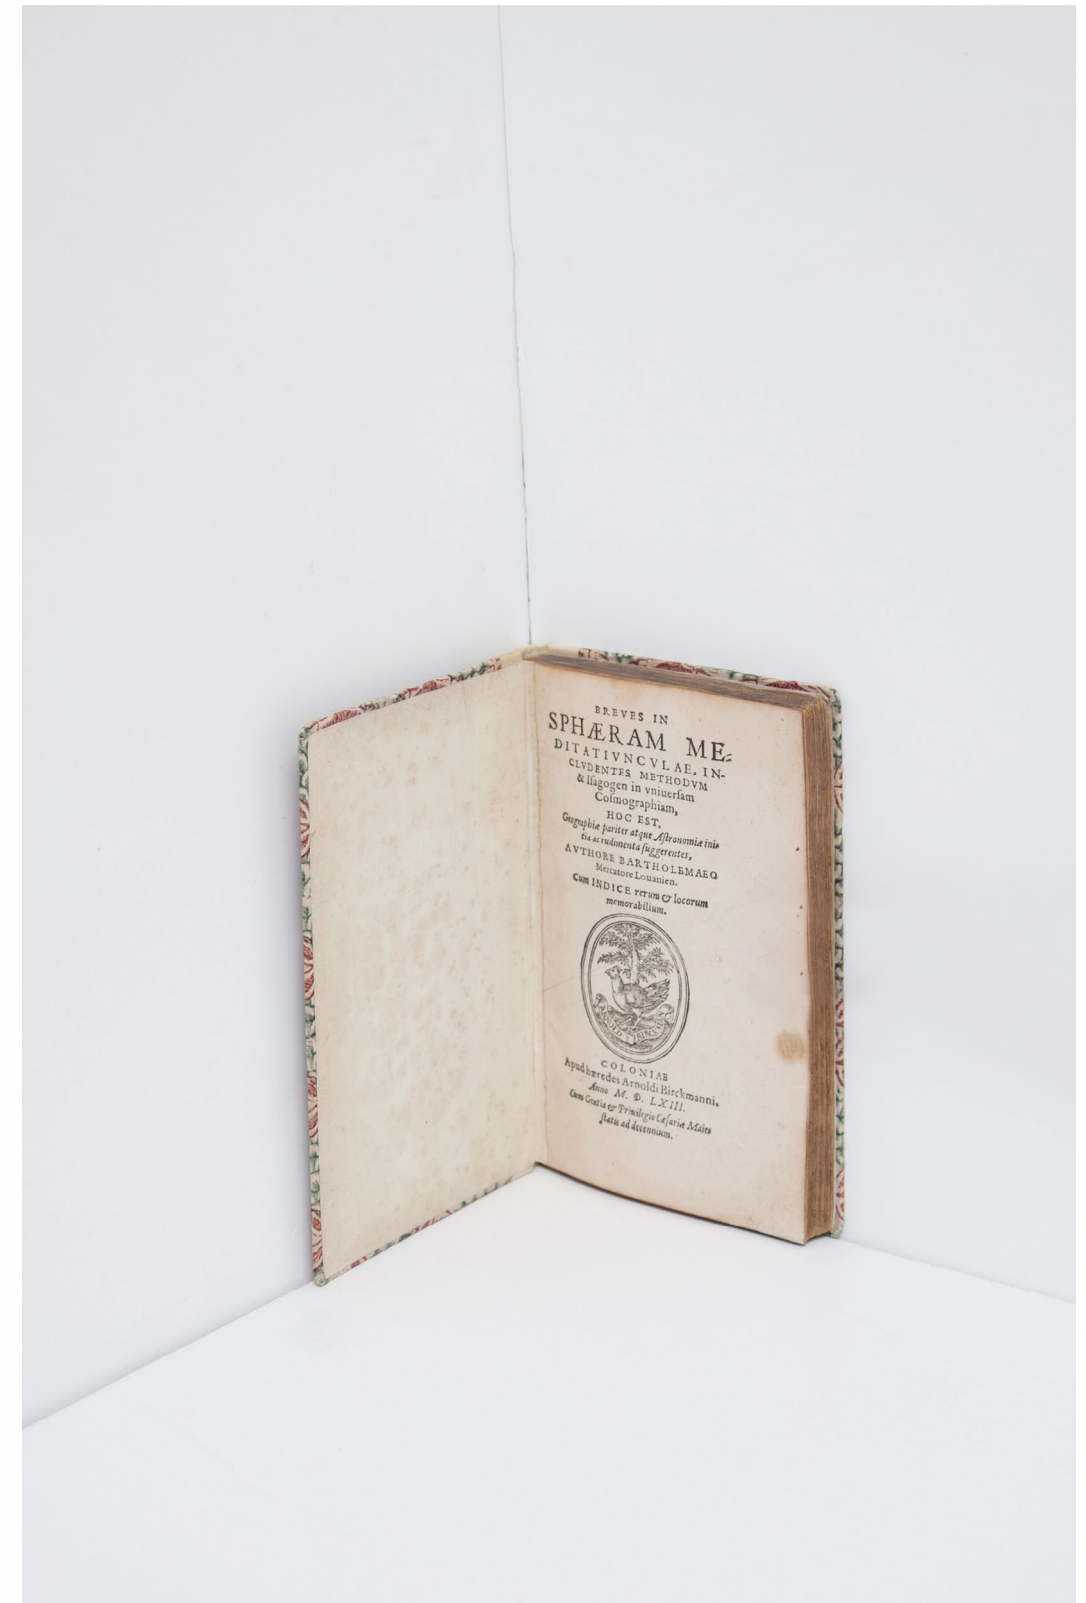 BREVES IN
SPHÆRAM ME-
DITATIVNCVLAE, IN-
CLVDENTES METHODVM
& Iſagogen in vniuerſam
Coſmographiam,
HOC EST,
Geographiæ pariter atque Aſtronomiæ ini-
tia ac rudimenta ſuggerentes,
AVTHORE BARTHOLEMAEO
Mercatore Louanien.
Cum INDICE rerum & locorum
memorabilium.
COLONIAE
Apud hæredes Arnoldi Birckmanni.
Anno M. D. LXIII.
Cum Gratia & Priuilegio Cæſariæ Maie-
ſtatis ad decennium.